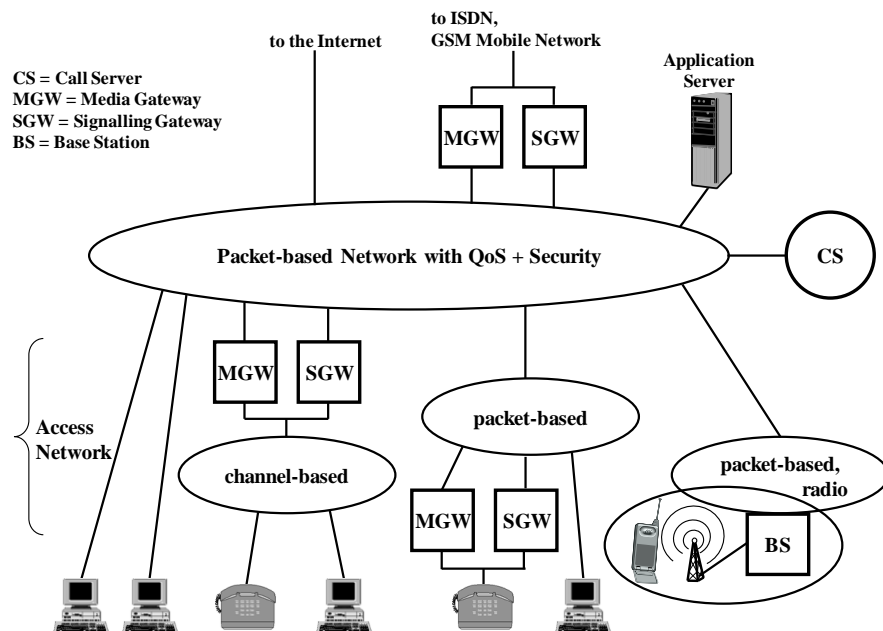 to ISDN,
to the Internet
GSM Mobile Network
Application
Server
CS = Call Server
MGW = Media Gateway
SGW = Signalling Gateway
BS = Base Station
MGW
SGW
Packet-based Network with QoS + Security
CS
MGW
SGW
packet-based
Access
Network
channel-based
packet-based,
radio
MGW
SGW
BS